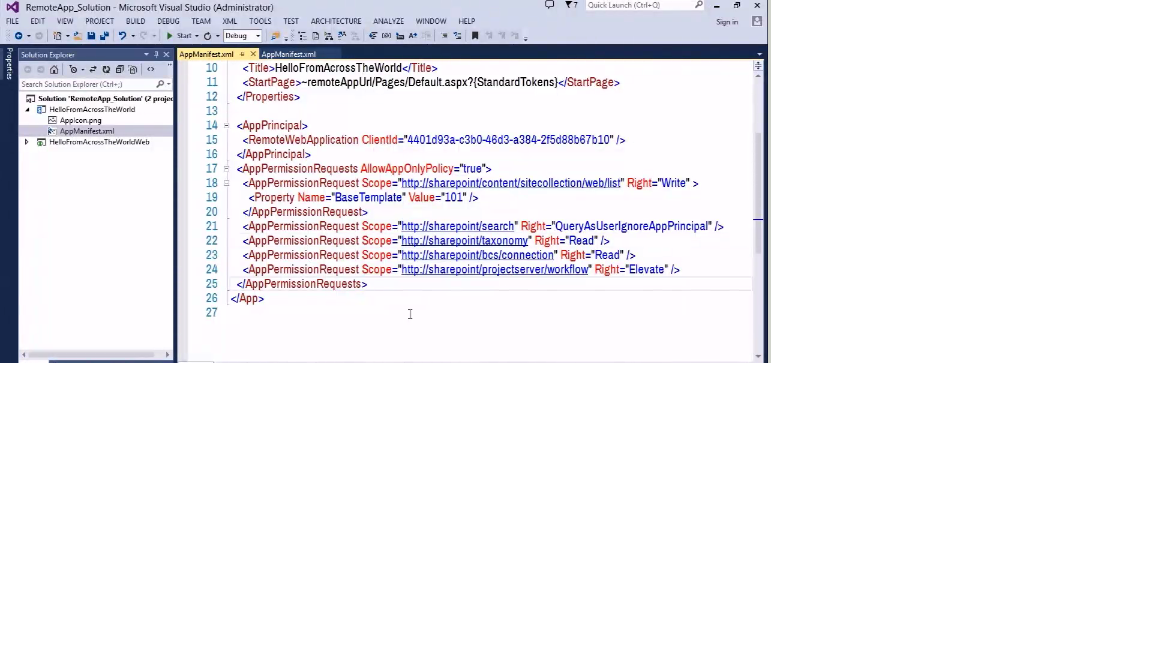 RemoteApp_Solution - Microsoft Visual Studio (Administrator)
7
Quick Launch (Ctrl+Q)
FILE EDIT VIEW PROJECT BUILD DEBUG TEAM XML TOOLS TEST ARCHITECTURE ANALYZE WINDOW HELP
Sign in
Start
Debug
Properties
Solution Explorer
Search Solution Explorer (Ctrl+;)
Solution 'RemoteApp_Solution' (2 projec
HelloFromAcrossTheWorld
AppIcon.png
AppManifest.xml
HelloFromAcrossTheWorldWeb
AppManifest.xml
AppManifest.xml
10 <Title>HelloFromAcrossTheWorld</Title>
11 <StartPage>~remoteAppUrl/Pages/Default.aspx?{StandardTokens}</StartPage>
12 </Properties>
13
14 <AppPrincipal>
15 <RemoteWebApplication ClientId="4401d93a-c3b0-46d3-a384-2f5d88b67b10" />
16 </AppPrincipal>
17 <AppPermissionRequests AllowAppOnlyPolicy="true">
18 <AppPermissionRequest Scope="http://sharepoint/content/sitecollection/web/list" Right="Write" >
19 <Property Name="BaseTemplate" Value="101" />
20 </AppPermissionRequest>
21 <AppPermissionRequest Scope="http://sharepoint/search" Right="QueryAsUserIgnoreAppPrincipal" />
22 <AppPermissionRequest Scope="http://sharepoint/taxonomy" Right="Read" />
23 <AppPermissionRequest Scope="http://sharepoint/bcs/connection" Right="Read" />
24 <AppPermissionRequest Scope="http://sharepoint/projectserver/workflow" Right="Elevate" />
25 </AppPermissionRequests>
26 </App>
27